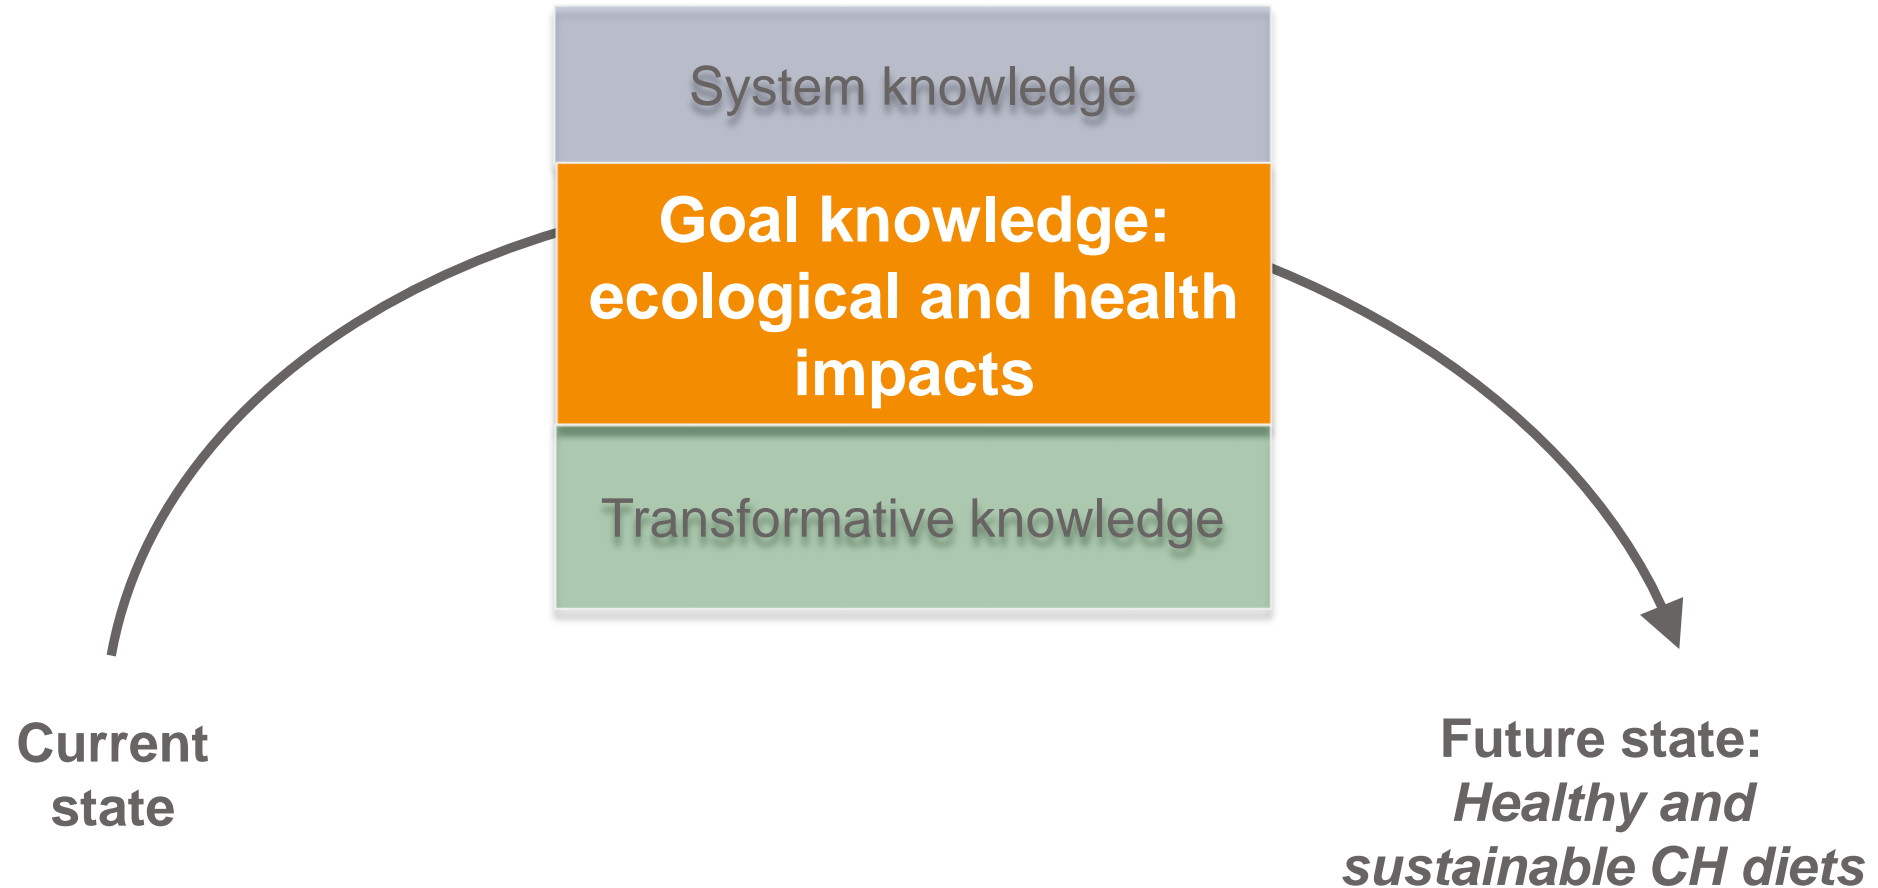 System knowledge
Goal knowledge:
ecological and health
impacts
Transformative knowledge
Current
state
Future state:
Healthy and
sustainable CH diets